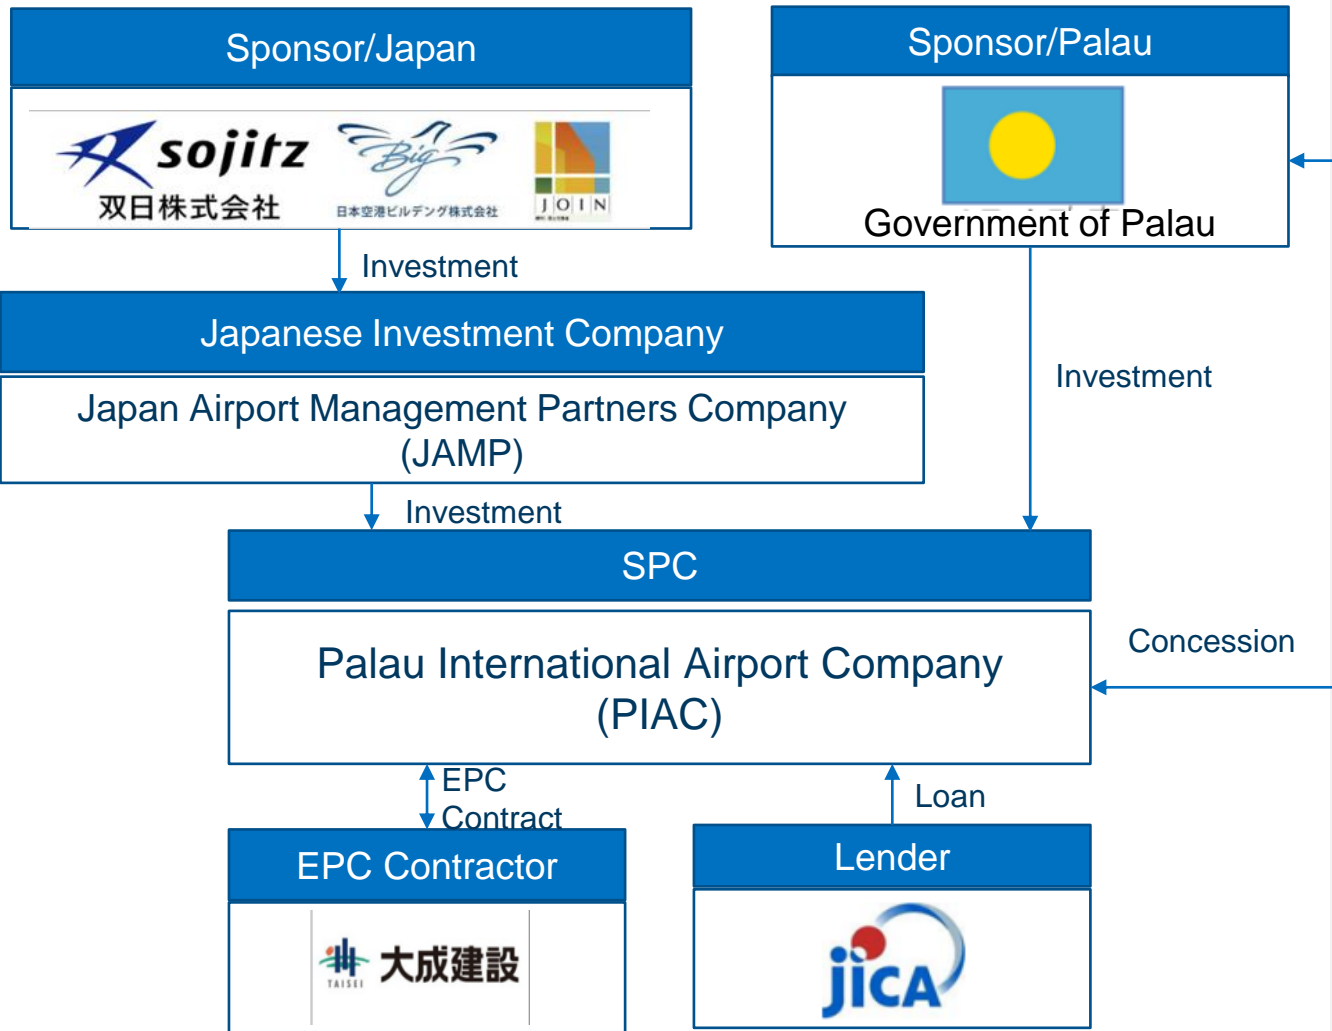 Sponsor/Japan
sojitz
双日株式会社
Big
日本空港ビルデング株式会社
JOIN
Sponsor/Palau
Government of Palau
Investment
Japanese Investment Company
Japan Airport Management Partners Company
(JAMP)
Investment
Investment
SPC
Palau International Airport Company
(PIAC)
Concession
EPC
Contract
Loan
EPC Contractor
TAISEI
大成建設
Lender
jICA